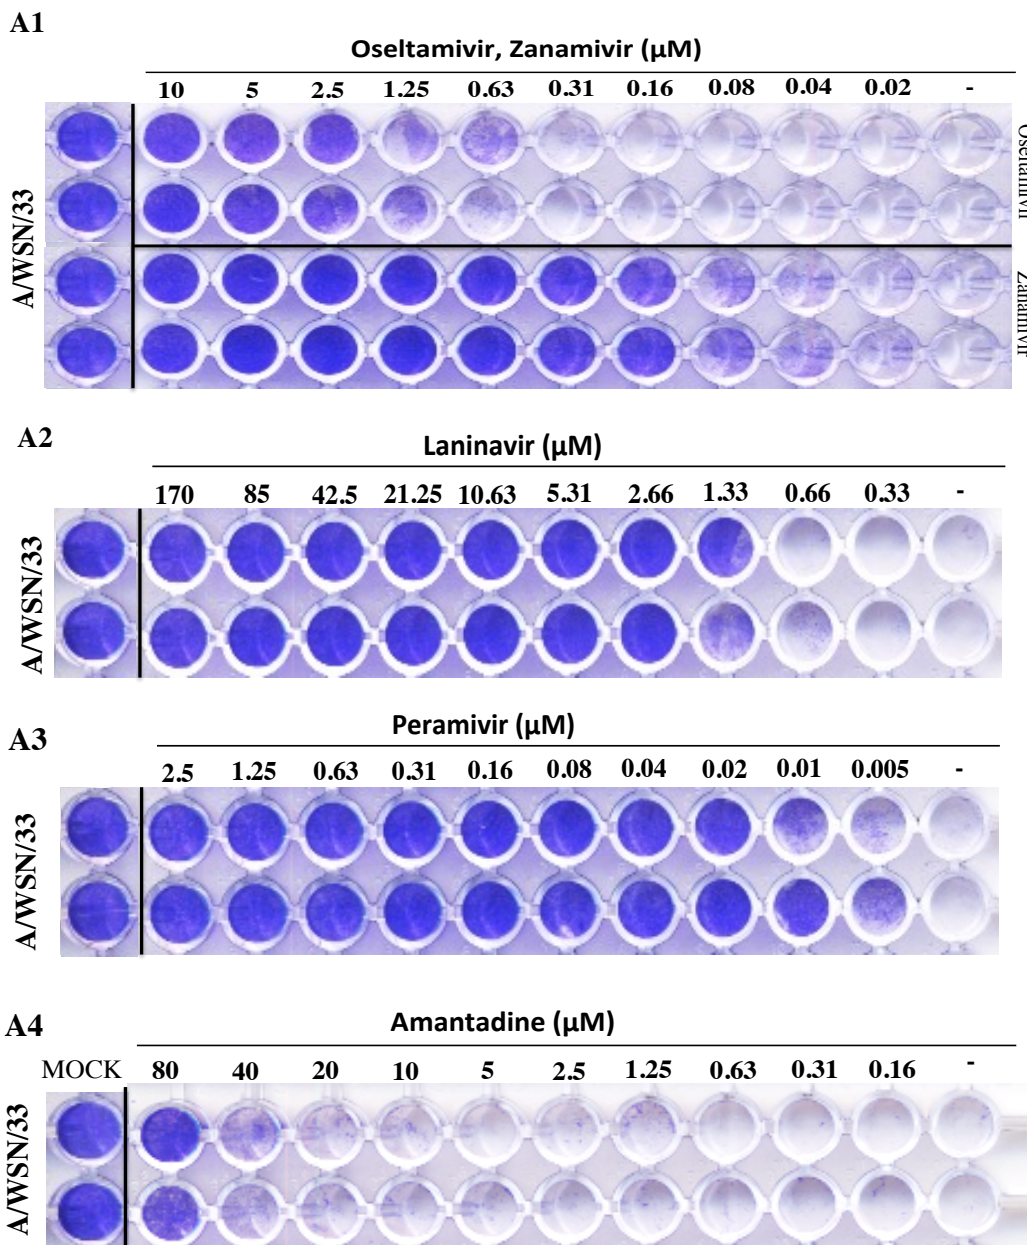 A1
Oseltamivir, Zanamivir (µM)
10 5 2.5 1.25 0.63 0.31 0.16 0.08 0.04 0.02 -
A/WSN/33
Oseltamivir
Zanamivir
A2
Laninavir (µM)
170 85 42.5 21.25 10.63 5.31 2.66 1.33 0.66 0.33 -
A/WSN/33
A3
Peramivir (µM)
2.5 1.25 0.63 0.31 0.16 0.08 0.04 0.02 0.01 0.005 -
A/WSN/33
A4
Amantadine (µM)
MOCK 80 40 20 10 5 2.5 1.25 0.63 0.31 0.16 -
A/WSN/33